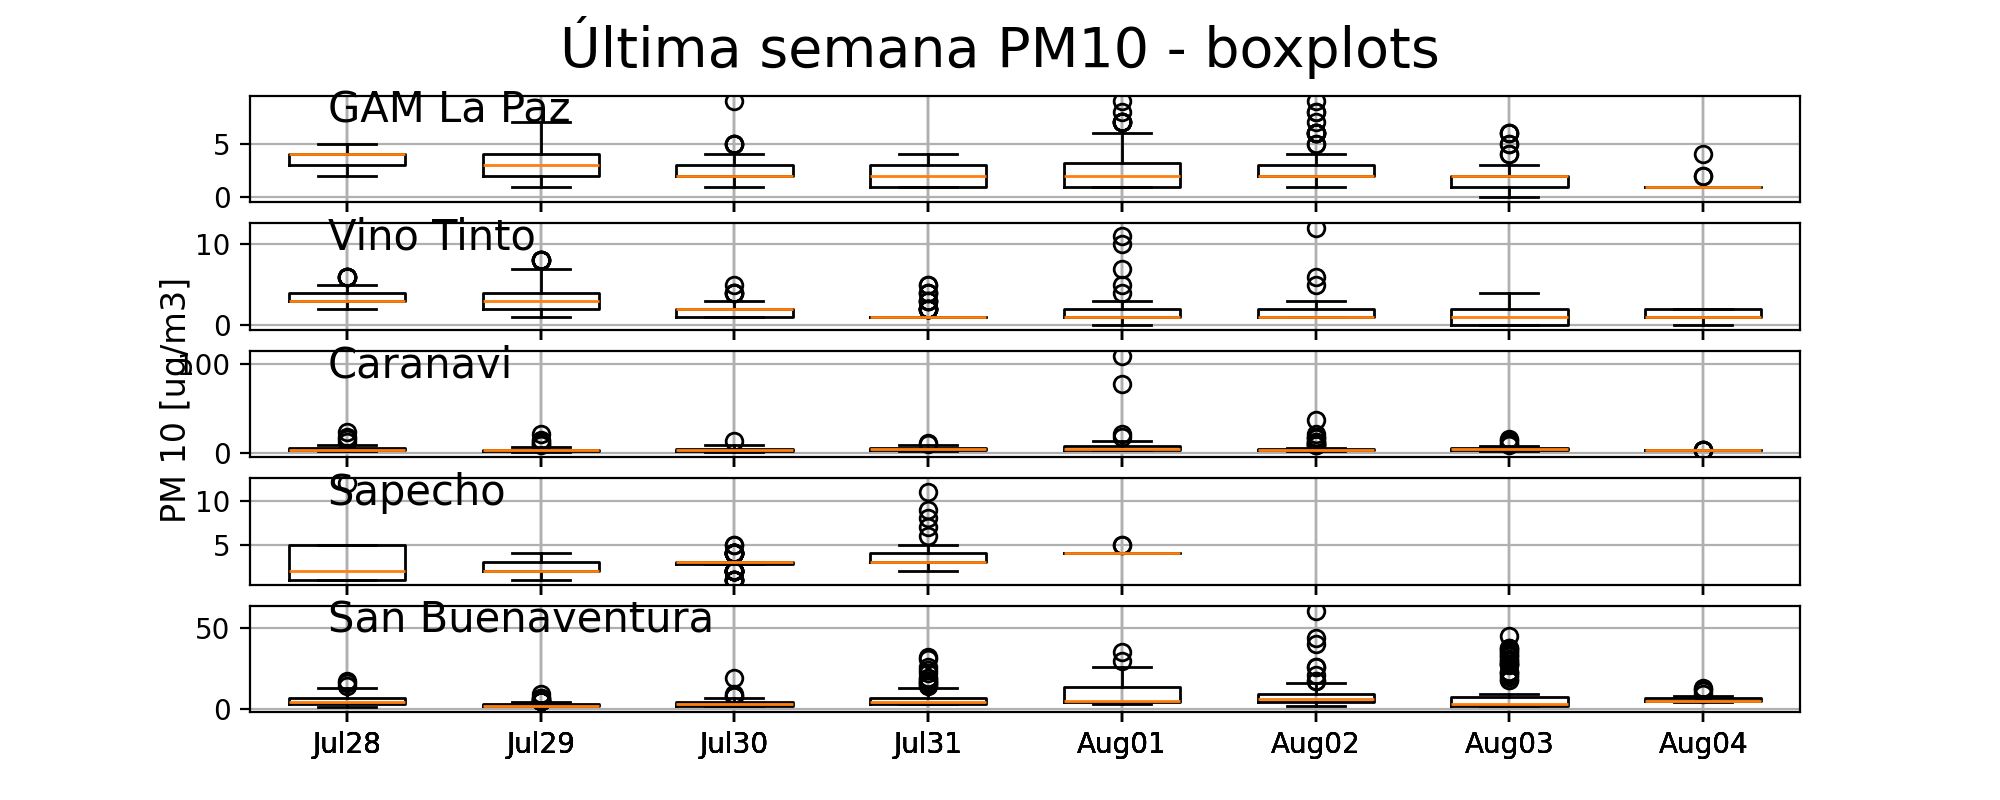 Última semana PM10 - boxplots
GAM La Paz
5
0
Vino Tinto
10
0
PM 10 [ug/m3]
Caranavi
100
0
Sapecho
10
5
San Buenaventura
50
0
Jul28 Jul29 Jul30 Jul31 Aug01 Aug02 Aug03 Aug04